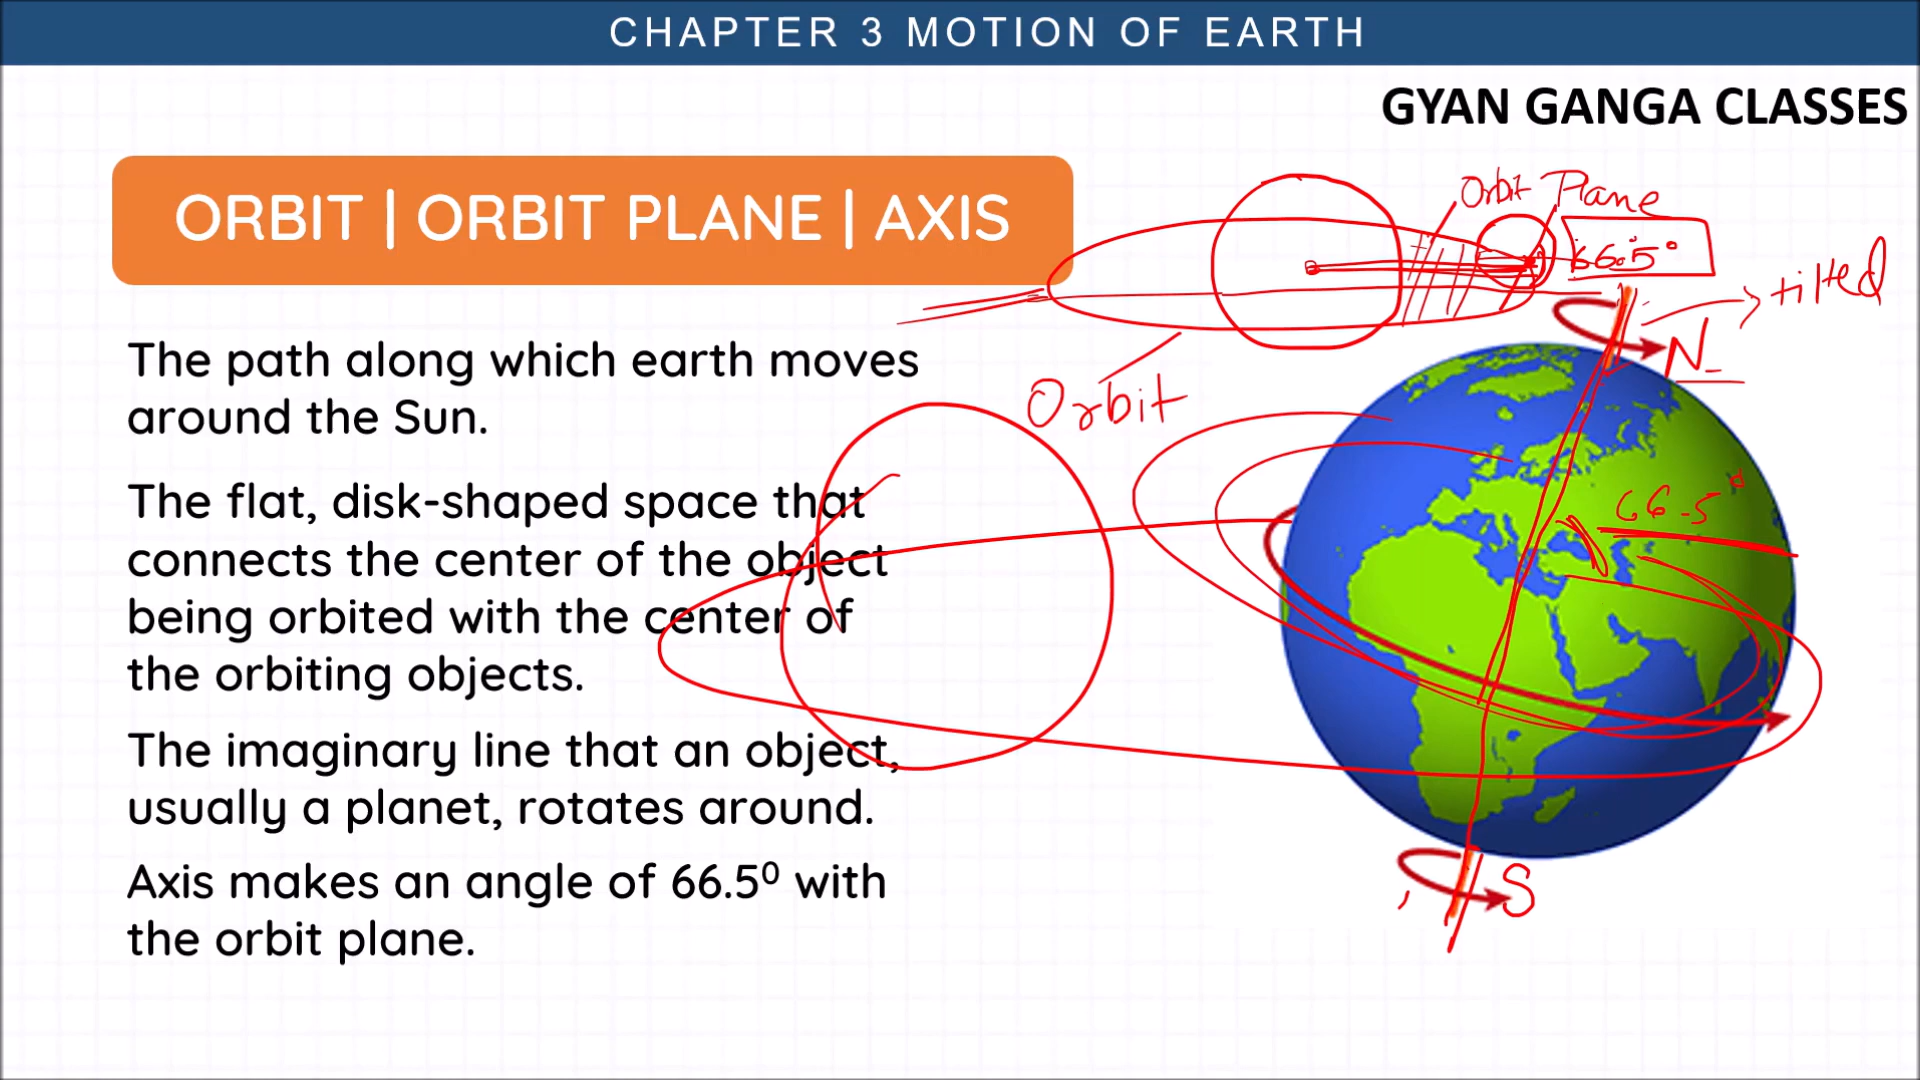 CHAPTER 3 MOTION OF EARTH
GYAN GANGA CLASSES
ORBIT | ORBIT PLANE | AXIS
Orbit Plane
66.5°
tilted
N
Orbit
The path along which earth moves
around the Sun.
The flat, disk-shaped space that
connects the center of the object
being orbited with the center of
the orbiting objects.
66.5°
The imaginary line that an object,
usually a planet, rotates around.
Axis makes an angle of 66.5⁰ with
the orbit plane.
S